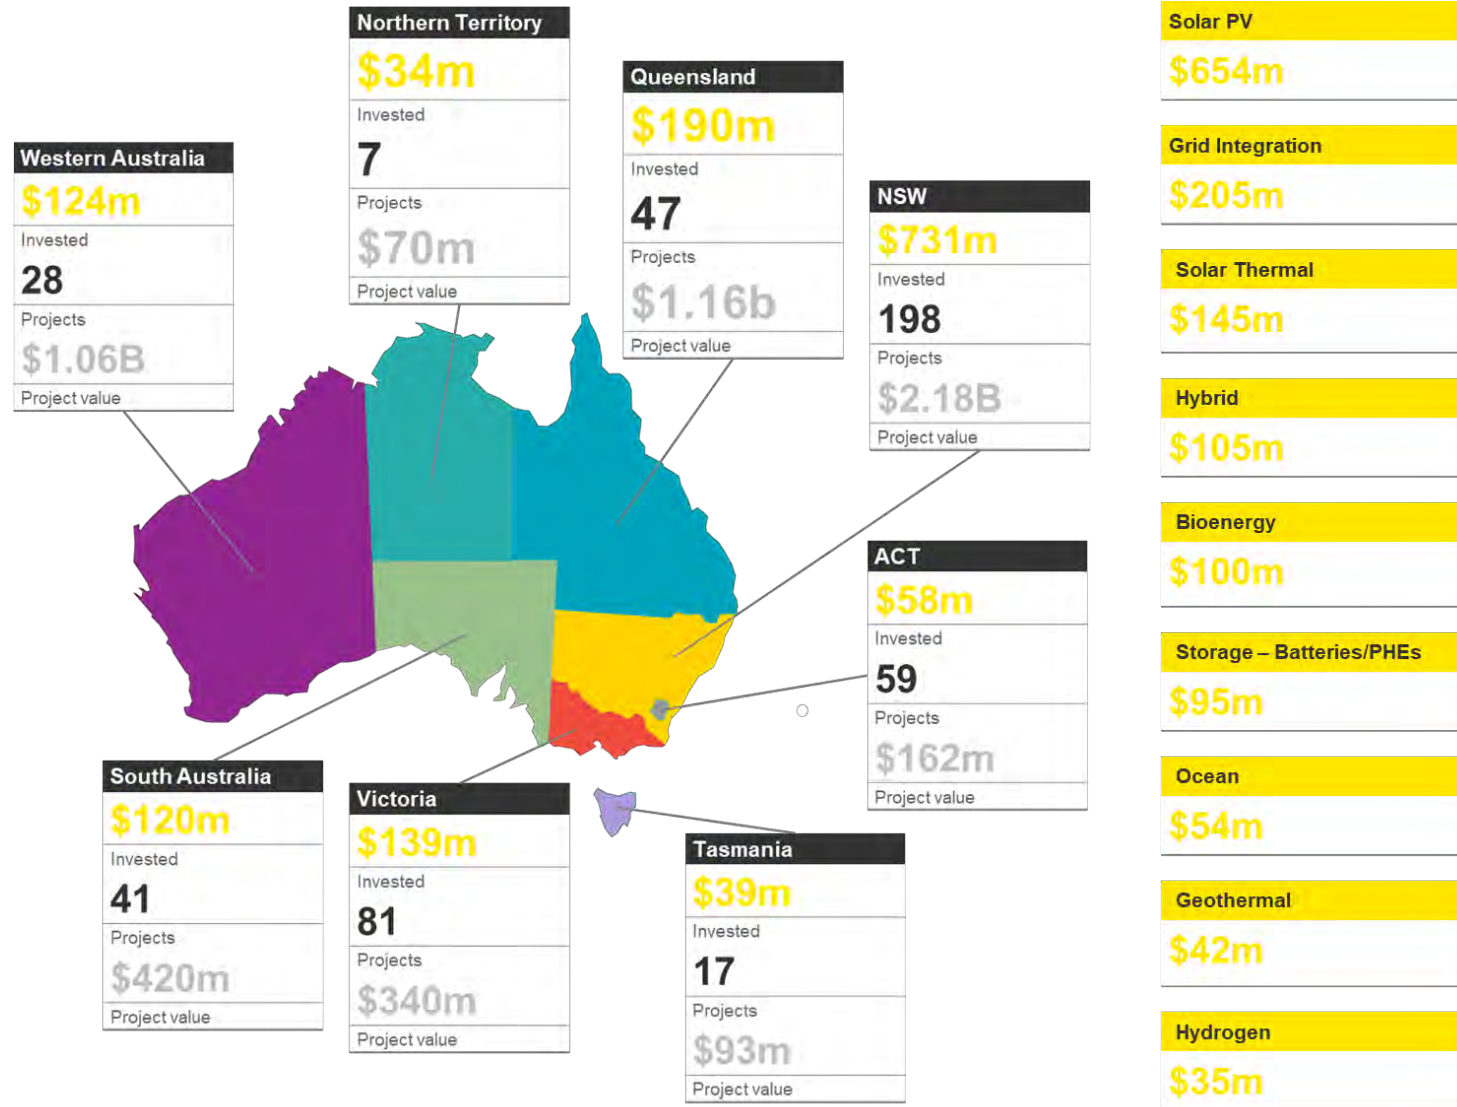 Northern Territory
$34m
Invested
7
Projects
$70m
Project value
Queensland
$190m
Invested
47
Projects
$1.16b
Project value
Western Australia
$124m
Invested
28
Projects
$1.06B
Project value
NSW
$731m
Invested
198
Projects
$2.18B
Project value
ACT
$58m
Invested
59
Projects
$162m
Project value
South Australia
$120m
Invested
41
Projects
$420m
Project value
Victoria
$139m
Invested
81
Projects
$340m
Project value
Tasmania
$39m
Invested
17
Projects
$93m
Project value
Solar PV
$654m
Grid Integration
$205m
Solar Thermal
$145m
Hybrid
$105m
Bioenergy
$100m
Storage – Batteries/PHEs
$95m
Ocean
$54m
Geothermal
$42m
Hydrogen
$35m